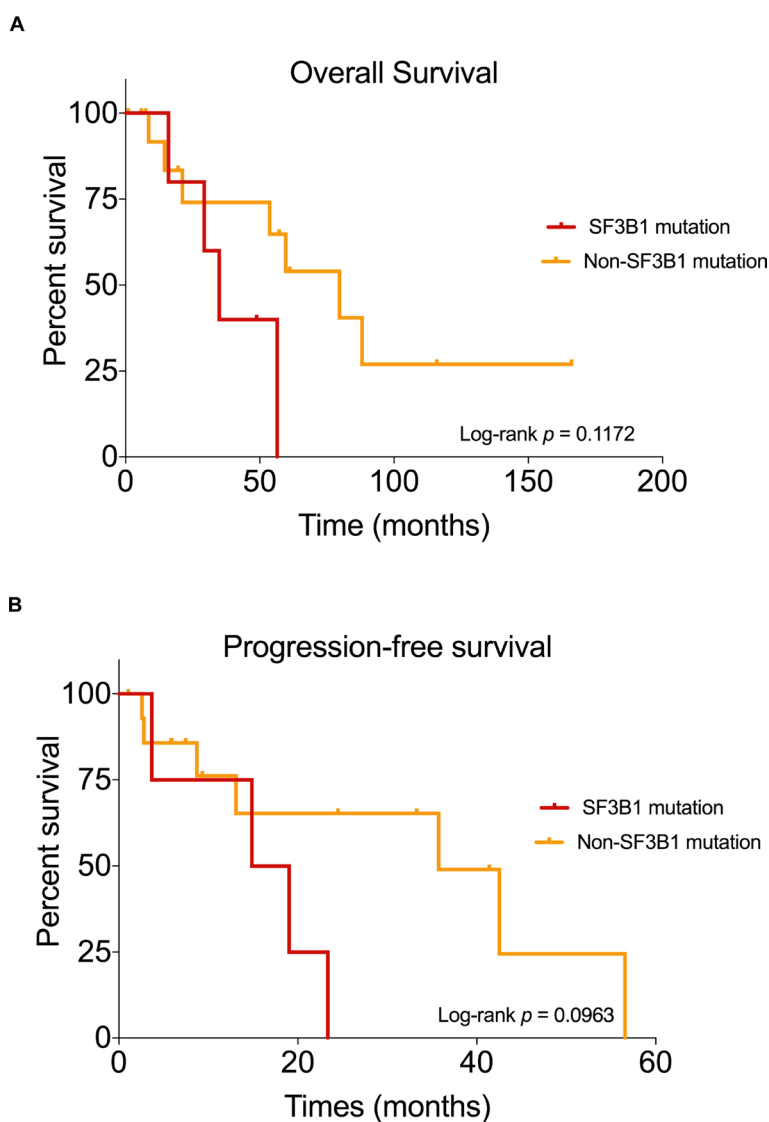 A
Overall Survival
100
75
50
25
0
Percent survival
SF3B1 mutation
Non-SF3B1 mutation
Log-rank p = 0.1172
0 50 100 150 200
Time (months)
B
Progression-free survival
100
75
50
25
0
Percent survival
SF3B1 mutation
Non-SF3B1 mutation
Log-rank p = 0.0963
0 20 40 60
Times (months)